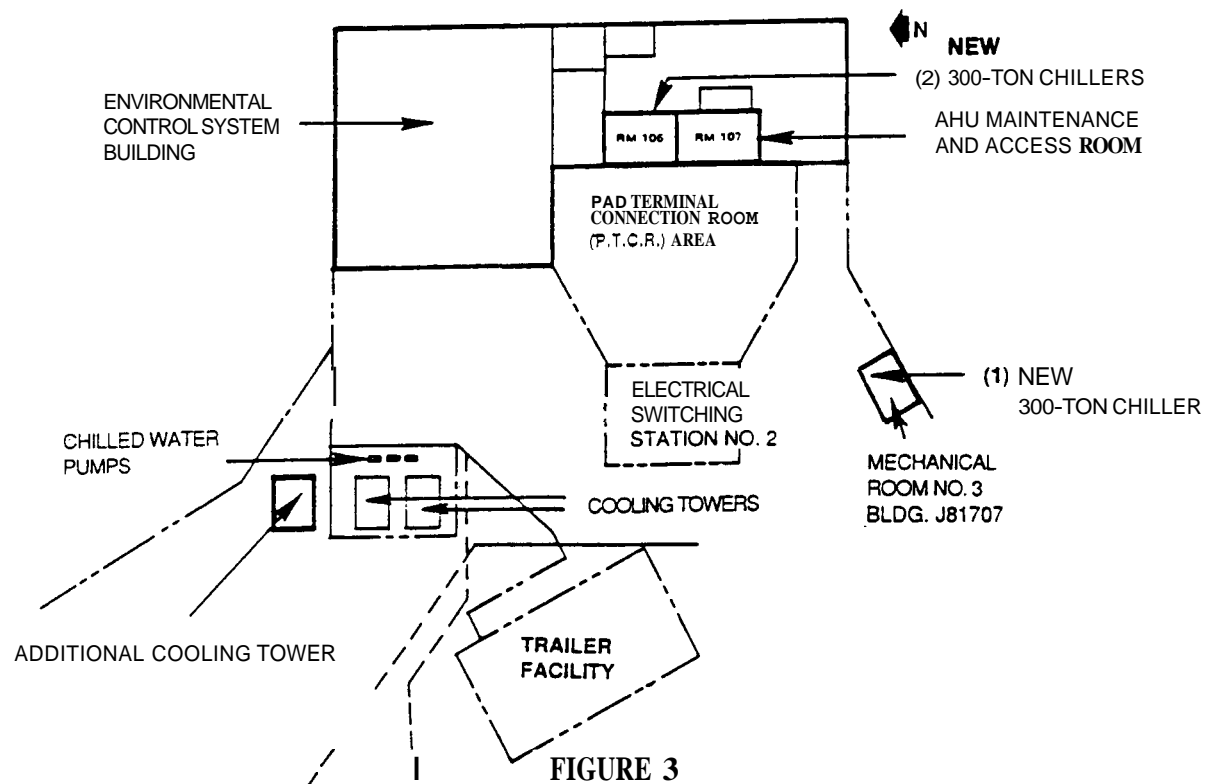 N
NEW
(2) 300-TON CHILLERS
ENVIRONMENTAL
CONTROL SYSTEM
BUILDING
AHU MAINTENANCE
AND ACCESS ROOM
RM 106
RM 107
PAD TERMINAL
CONNECTION ROOM
(P.T.C.R.) AREA
(1) NEW
300-TON CHILLER
ELECTRICAL
SWITCHING
STATION NO. 2
CHILLED WATER
PUMPS
MECHANICAL
ROOM NO. 3
BLDG. J81707
COOLING TOWERS
ADDITIONAL COOLING TOWER
TRAILER
FACILITY
FIGURE 3